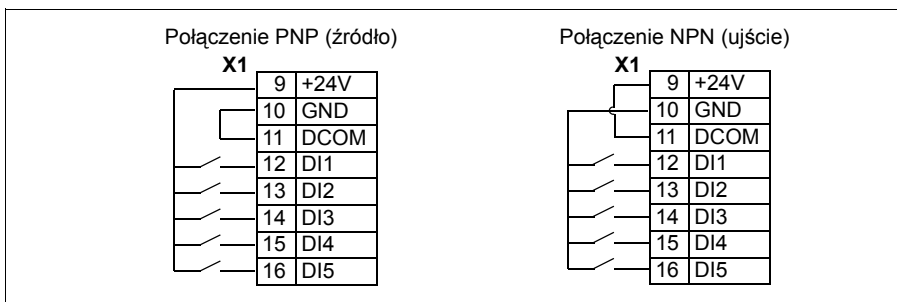 Połączenie PNP (źródło)
X1
9 +24V
10 GND
11 DCOM
12 DI1
13 DI2
14 DI3
15 DI4
16 DI5
Połączenie NPN (ujście)
X1
9 +24V
10 GND
11 DCOM
12 DI1
13 DI2
14 DI3
15 DI4
16 DI5